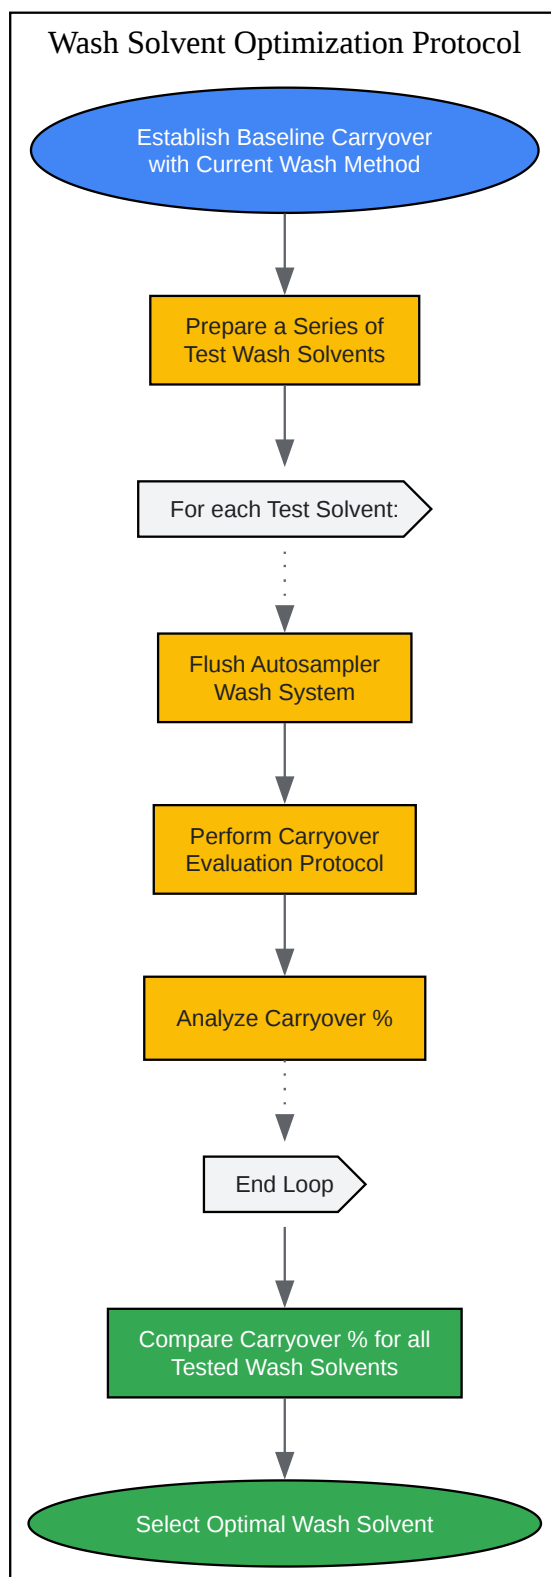 Wash Solvent Optimization Protocol
Establish Baseline Carryover
with Current Wash Method
Prepare a Series of
Test Wash Solvents
For each Test Solvent:
Flush Autosampler
Wash System
Perform Carryover
Evaluation Protocol
Analyze Carryover %
End Loop
Compare Carryover % for all
Tested Wash Solvents
Select Optimal Wash Solvent